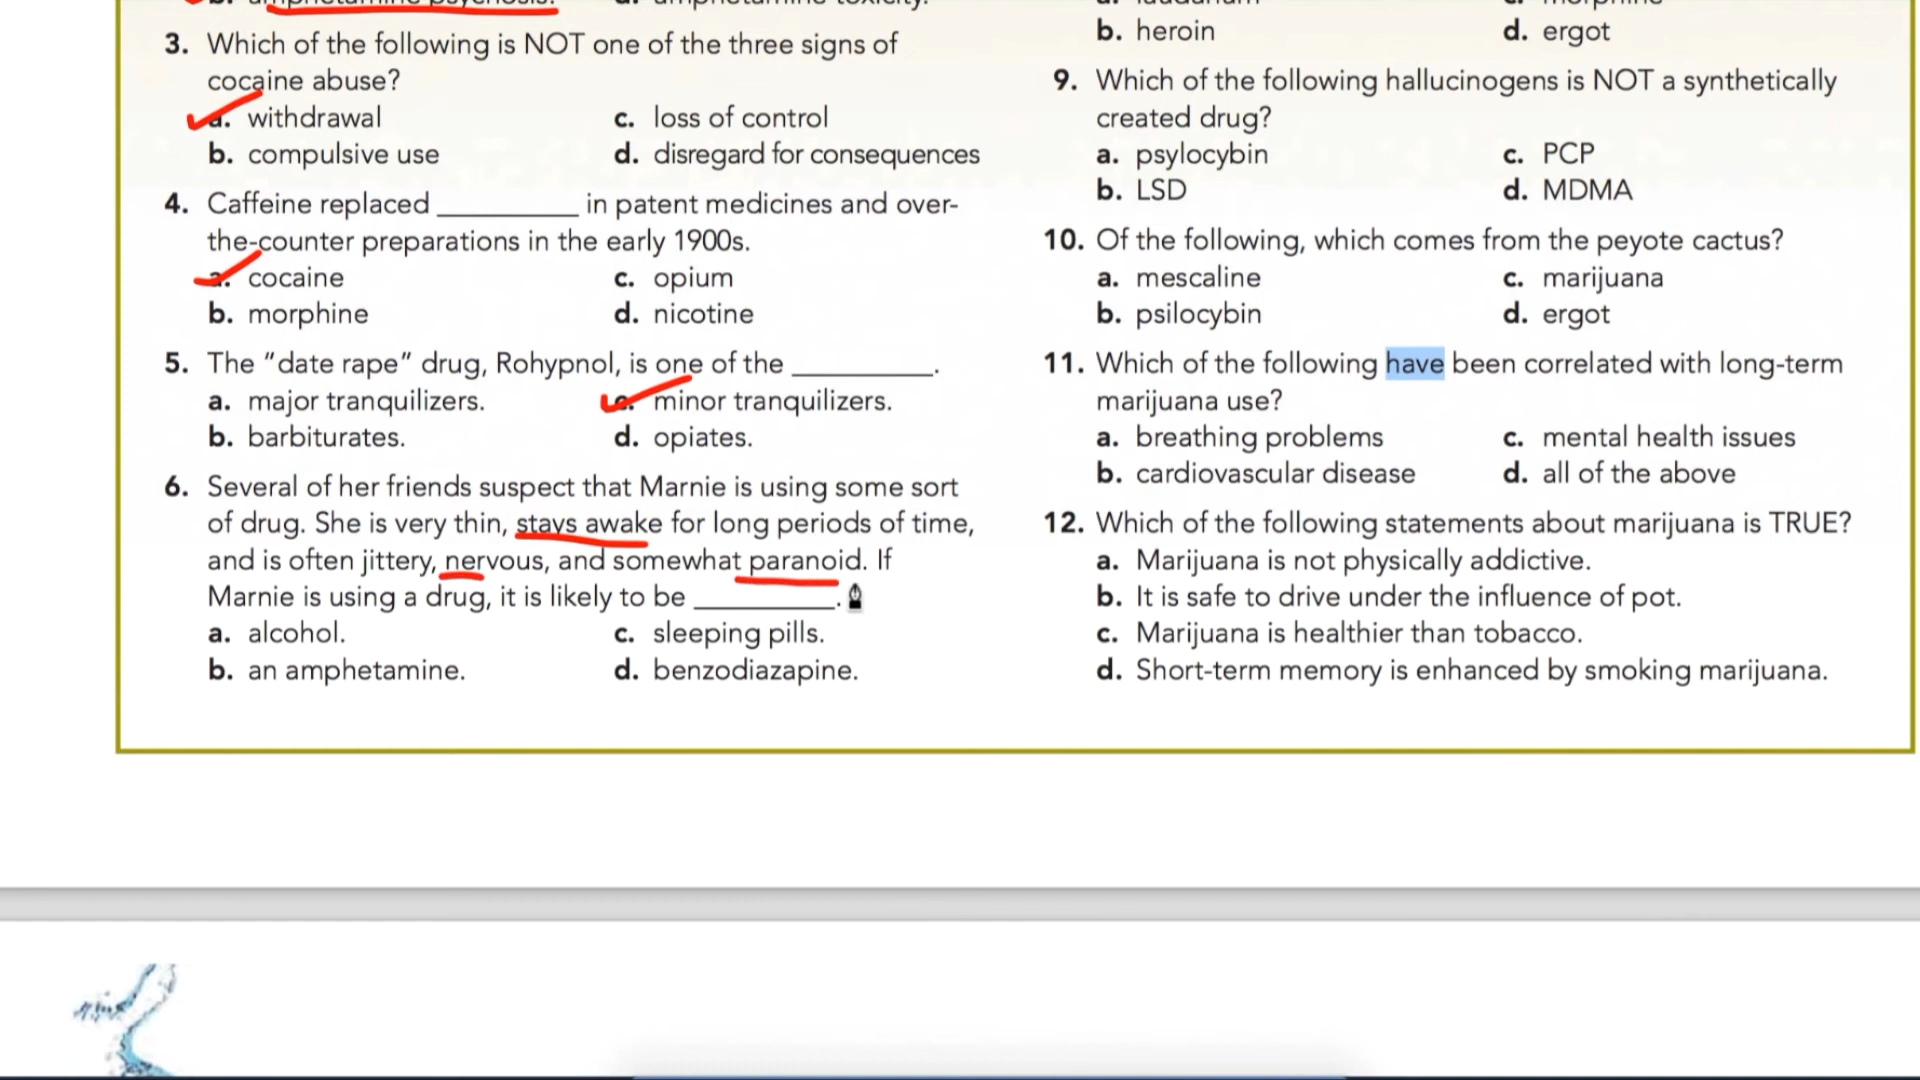 b. amphetamine psychosis.
d. amphetamine toxicity.
3. Which of the following is NOT one of the three signs of
cocaine abuse?
a. withdrawal
c. loss of control
b. compulsive use
d. disregard for consequences
4. Caffeine replaced __________ in patent medicines and over-
the-counter preparations in the early 1900s.
a. cocaine
c. opium
b. morphine
d. nicotine
5. The “date rape” drug, Rohypnol, is one of the __________.
a. major tranquilizers.
c. minor tranquilizers.
b. barbiturates.
d. opiates.
6. Several of her friends suspect that Marnie is using some sort
of drug. She is very thin, stays awake for long periods of time,
and is often jittery, nervous, and somewhat paranoid. If
Marnie is using a drug, it is likely to be __________.
a. alcohol.
c. sleeping pills.
b. an amphetamine.
d. benzodiazapine.
a. laudanum
c. morphine
b. heroin
d. ergot
9. Which of the following hallucinogens is NOT a synthetically
created drug?
a. psylocybin
c. PCP
b. LSD
d. MDMA
10. Of the following, which comes from the peyote cactus?
a. mescaline
c. marijuana
b. psilocybin
d. ergot
11. Which of the following have been correlated with long-term
marijuana use?
a. breathing problems
c. mental health issues
b. cardiovascular disease
d. all of the above
12. Which of the following statements about marijuana is TRUE?
a. Marijuana is not physically addictive.
b. It is safe to drive under the influence of pot.
c. Marijuana is healthier than tobacco.
d. Short-term memory is enhanced by smoking marijuana.